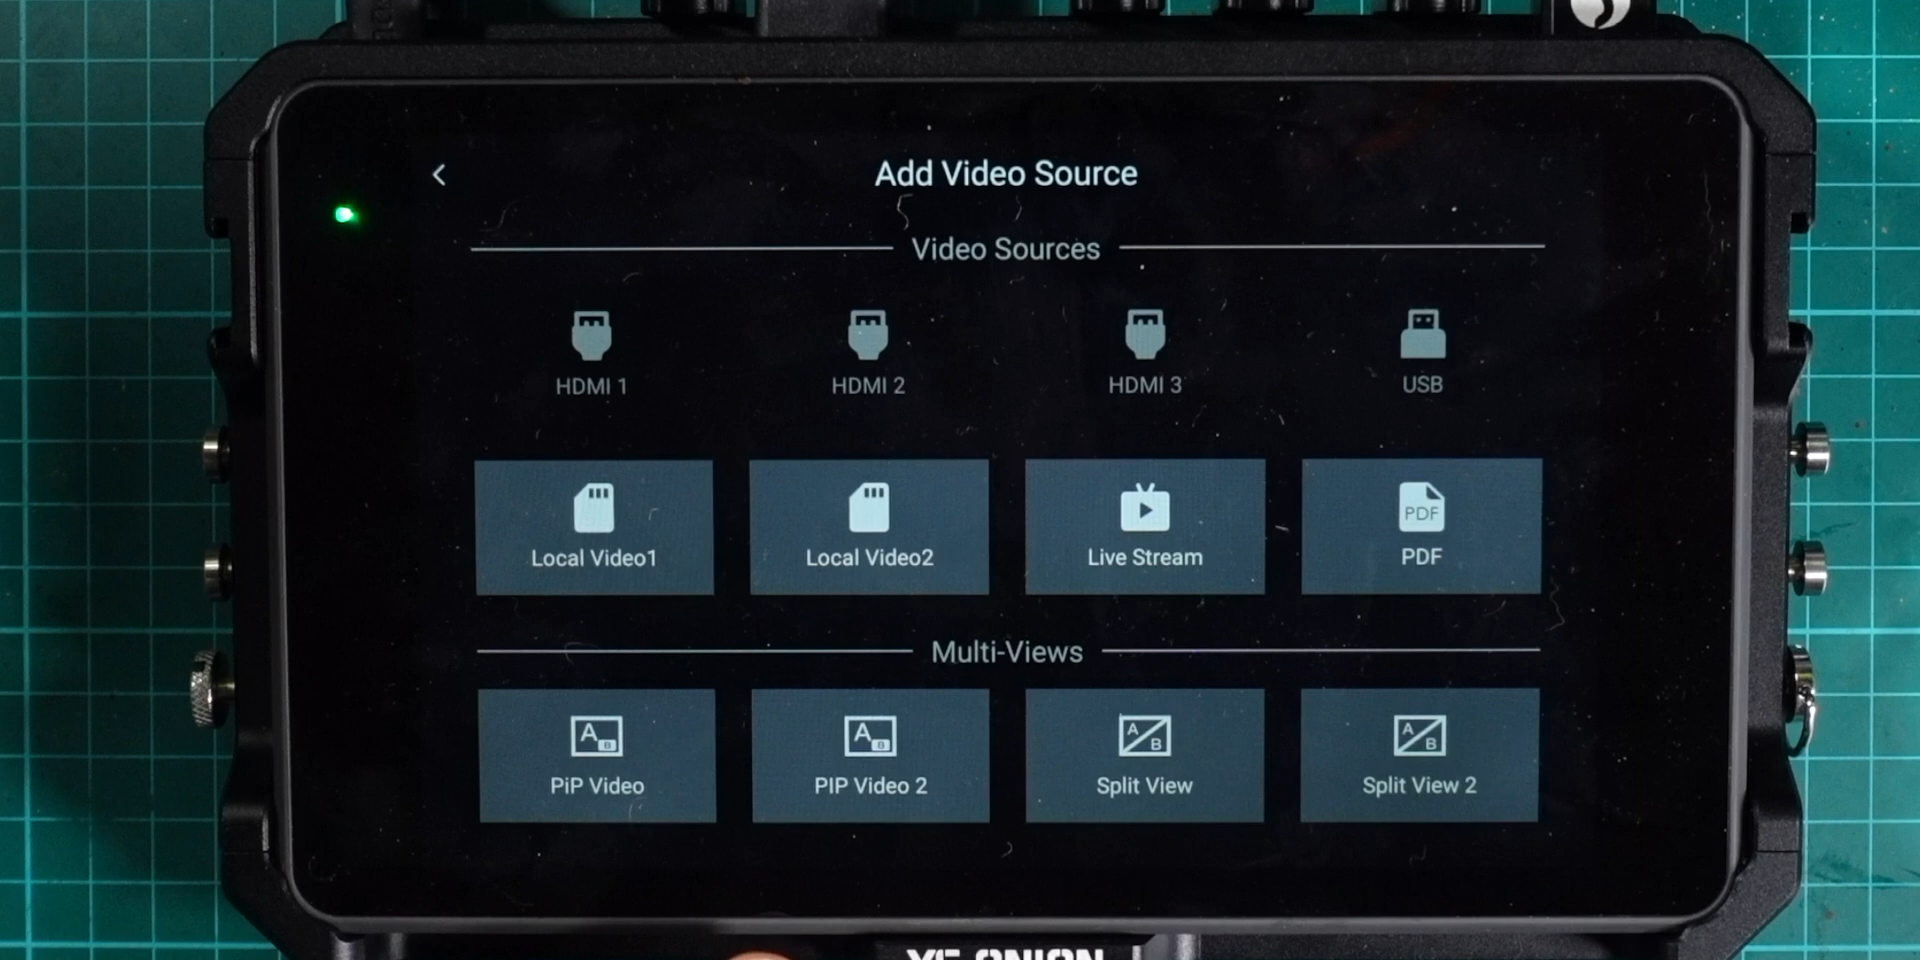 Add Video Source
Video Sources
HDMI 1 HDMI 2 HDMI 3 USB
PDF
Local Video1 Local Video2 Live Stream PDF
Multi-Views
A B A B A B A B
PiP Video PIP Video 2 Split View Split View 2